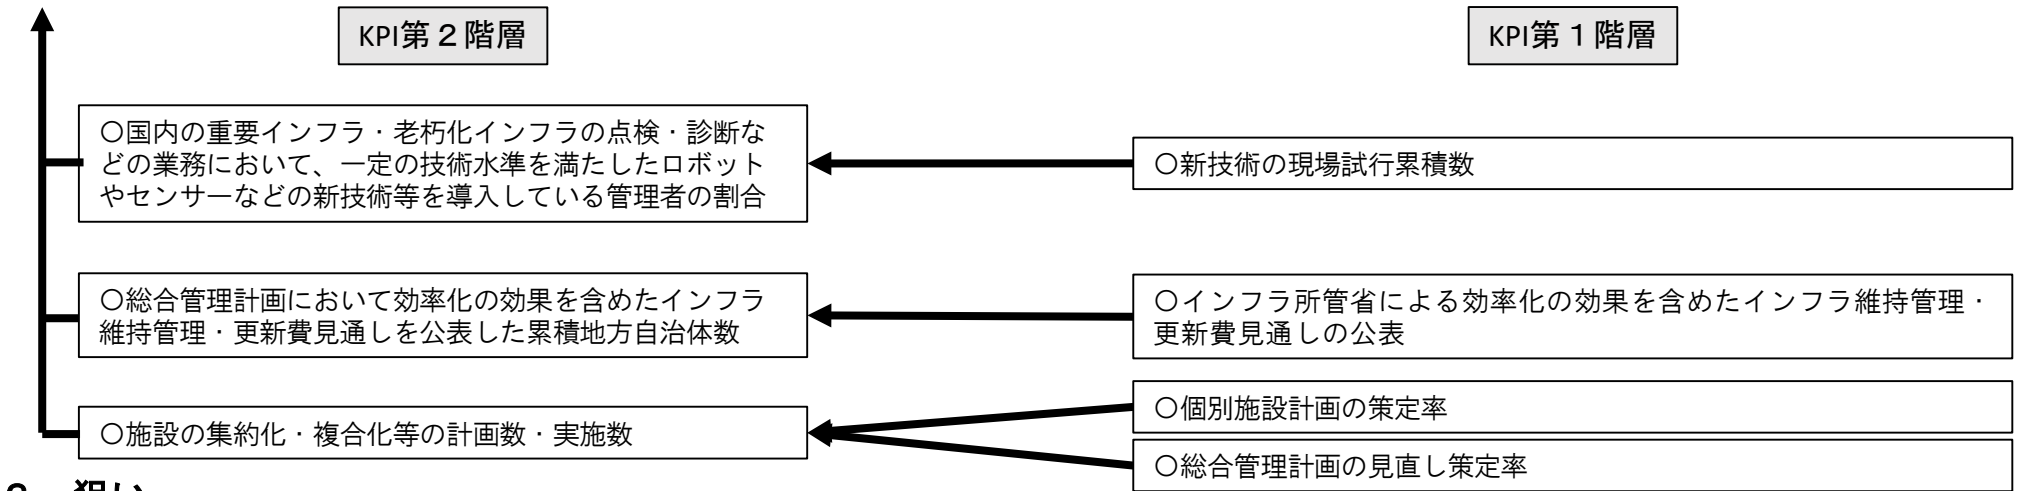 KPI第２階層
KPI第１階層
〇国内の重要インフラ・老朽化インフラの点検・診断な
どの業務において、一定の技術水準を満たしたロボット
やセンサーなどの新技術等を導入している管理者の割合
〇新技術の現場試行累積数
〇総合管理計画において効率化の効果を含めたインフラ
維持管理・更新費見通しを公表した累積地方自治体数
〇インフラ所管省による効率化の効果を含めたインフラ維持管理・
更新費見通しの公表
〇施設の集約化・複合化等の計画数・実施数
〇個別施設計画の策定率
〇総合管理計画の見直し策定率